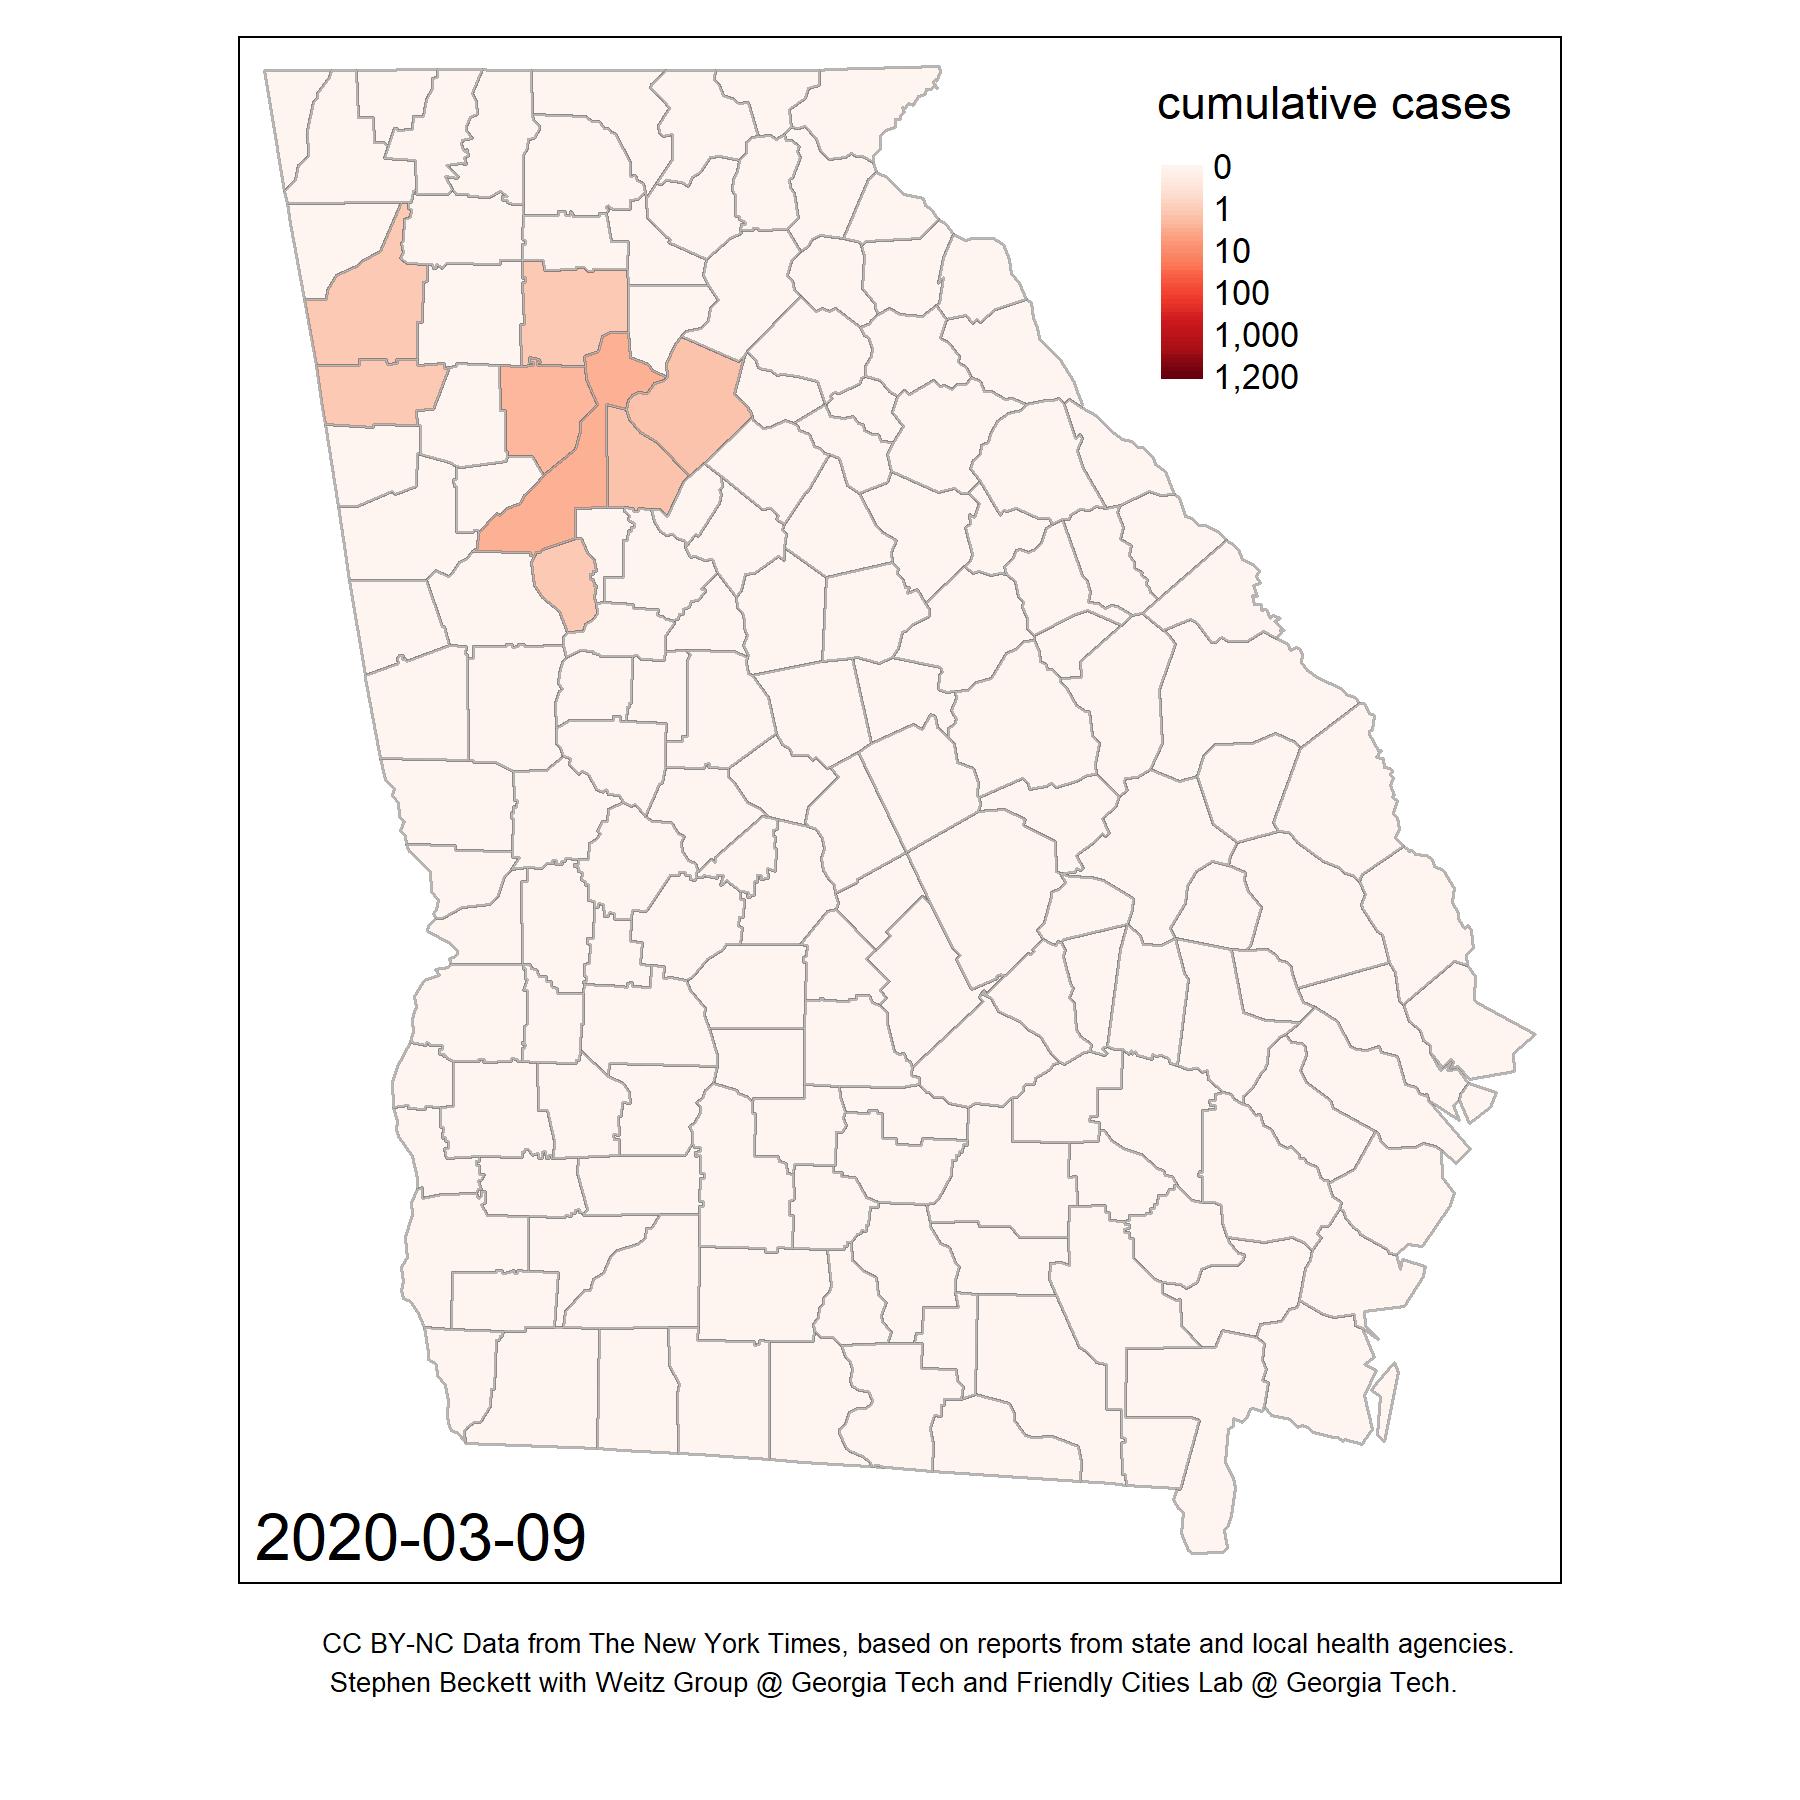 cumulative cases
0
1
10
100
1,000
1,200
2020-03-09
CC BY-NC Data from The New York Times, based on reports from state and local health agencies.
Stephen Beckett with Weitz Group @ Georgia Tech and Friendly Cities Lab @ Georgia Tech.